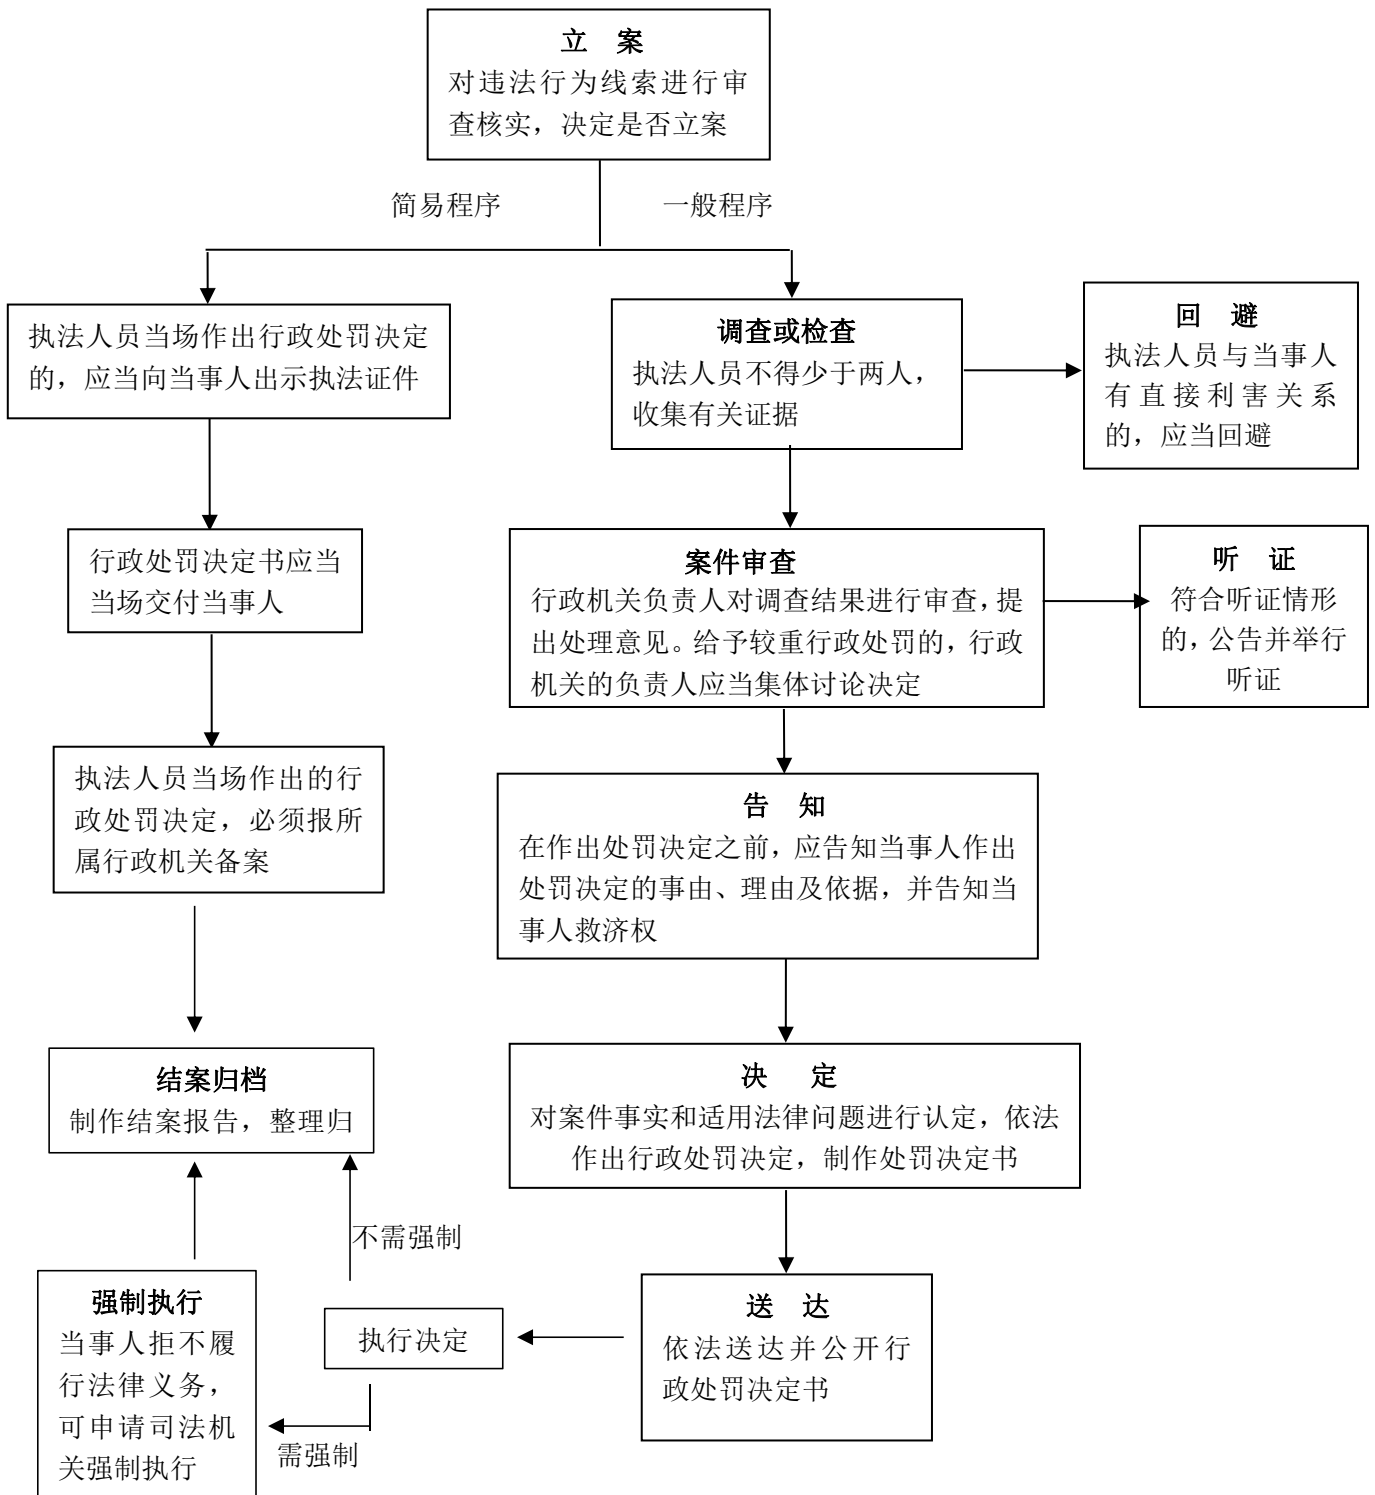 立 案
对违法行为线索进行审
查核实，决定是否立案
简易程序
一般程序
执法人员当场作出行政处罚决定
的，应当向当事人出示执法证件
调查或检查
执法人员不得少于两人，
收集有关证据
回 避
执法人员与当事人
有直接利害关系
的，应当回避
行政处罚决定书应当
当场交付当事人
案件审查
行政机关负责人对调查结果进行审查，提
出处理意见。给予较重行政处罚的，行政
机关的负责人应当集体讨论决定
听 证
符合听证情形
的，公告并举行
听证
执法人员当场作出的行
政处罚决定，必须报所
属行政机关备案
告 知
在作出处罚决定之前，应告知当事人作出
处罚决定的事由、理由及依据，并告知当
事人救济权
结案归档
制作结案报告，整理归
决 定
对案件事实和适用法律问题进行认定，依法
作出行政处罚决定，制作处罚决定书
不需强制
强制执行
当事人拒不履
行法律义务，
可申请司法机
关强制执行
执行决定
需强制
送 达
依法送达并公开行
政处罚决定书